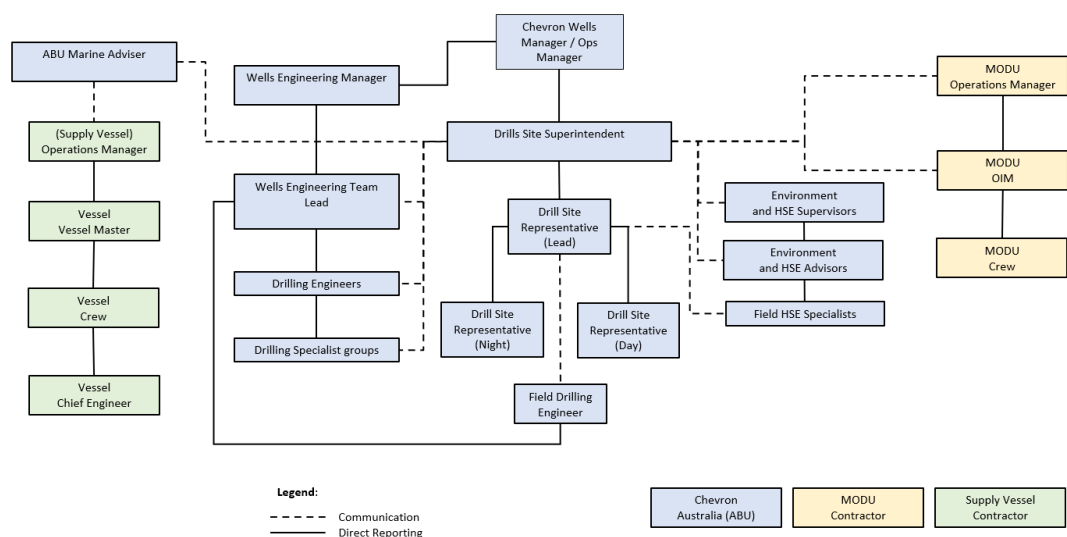 Chevron Wells
Manager / Ops
Manager
ABU Marine Adviser
Wells Engineering Manager
MODU
Operations Manager
(Supply Vessel)
Operations Manager
Drills Site Superintendent
MODU
OIM
Wells Engineering Team
Lead
Environment
and HSE Supervisors
Vessel
Vessel Master
Drill Site
Representative
(Lead)
MODU
Crew
Environment
and HSE Advisors
Drilling Engineers
Vessel
Crew
Drill Site
Representative
(Night)
Drill Site
Representative
(Day)
Field HSE Specialists
Drilling Specialist groups
Vessel
Chief Engineer
Field Drilling
Engineer
Legend:
Communication
Direct Reporting
Chevron
Australia (ABU)
MODU
Contractor
Supply Vessel
Contractor